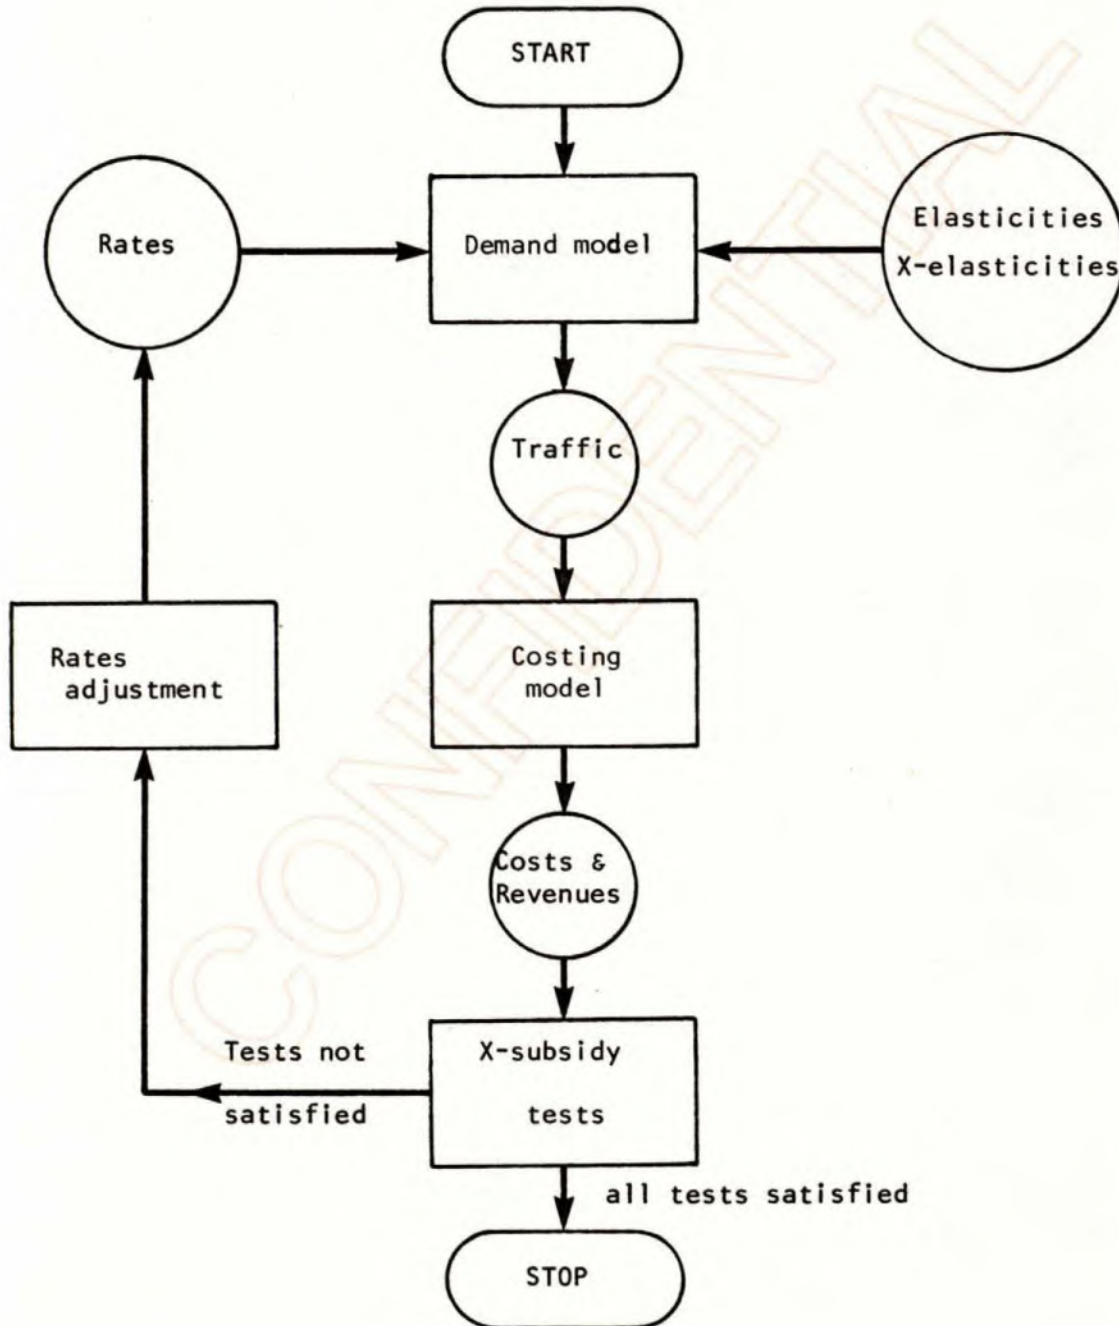 START
Rates
Demand model
Elasticities
X-elasticities
Traffic
Rates
adjustment
Costing
model
Costs &
Revenues
Tests not
satisfied
X-subsidy
tests
all tests satisfied
STOP
CONFIDENTIAL